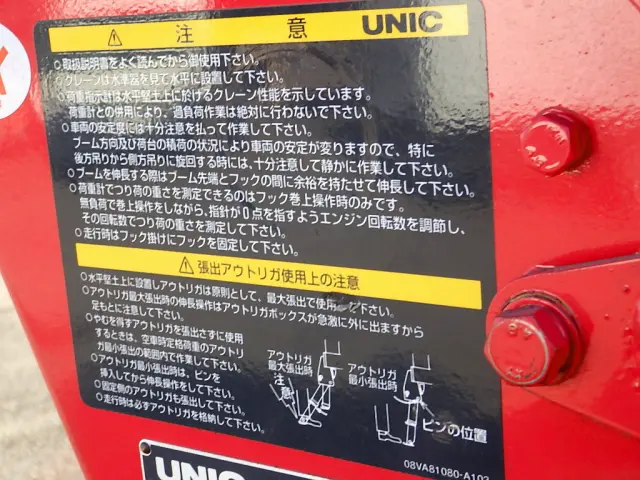 ⚠ 注 意 UNIC
○取扱説明書をよく読んでから御使用下さい。
○クレーンは水準器を見て水平に設置して下さい。
○荷重指示計は水平堅土上に於けるクレーン性能を示しています。
荷重計との併用により、過負荷作業は絶対に行わないで下さい。
○車両の安定度には十分注意を払って作業して下さい。
ブーム方向及び荷台の積荷の状況により車両の安定が変りますので、特に
後方吊りから側方吊りに旋回する時には、十分注意して静かに作業して下さい。
○ブームを伸長する際はブーム先端とフックの間に余裕を持たせて伸長して下さい。
○荷重計でつり荷の重さを測定できるのはフック巻上操作時のみです。
無負荷で巻上操作をしながら、指針が0点を指すようエンジン回転数を調節し、
その回転数でつり荷の重さを測定して下さい。
○走行時はフック掛けにフックを固定して下さい。
⚠ 張出アウトリガ使用上の注意
○水平堅土上に設置しアウトリガは原則として、最大張出で使用して下さい。
○アウトリガ最大張出時の伸長操作はアウトリガボックスが急激に外に出ますから
足もとに注意して下さい。
○やむを得ずアウトリガを張出さずに使用
するときは、空車時定格荷重のアウトリ
ガ最小張出の範囲内で作業して下さい。
○アウトリガ最小張出時は、ピンを
挿入してから伸長操作をして下さい。
○固定側のアウトリガも張出して下さい。
○走行時は必ずアウトリガを格納して下さい。
アウトリガ
最大張出時
注意
アウトリガ
最小張出時
ピンの位置
08VA81080-A102
UNIC